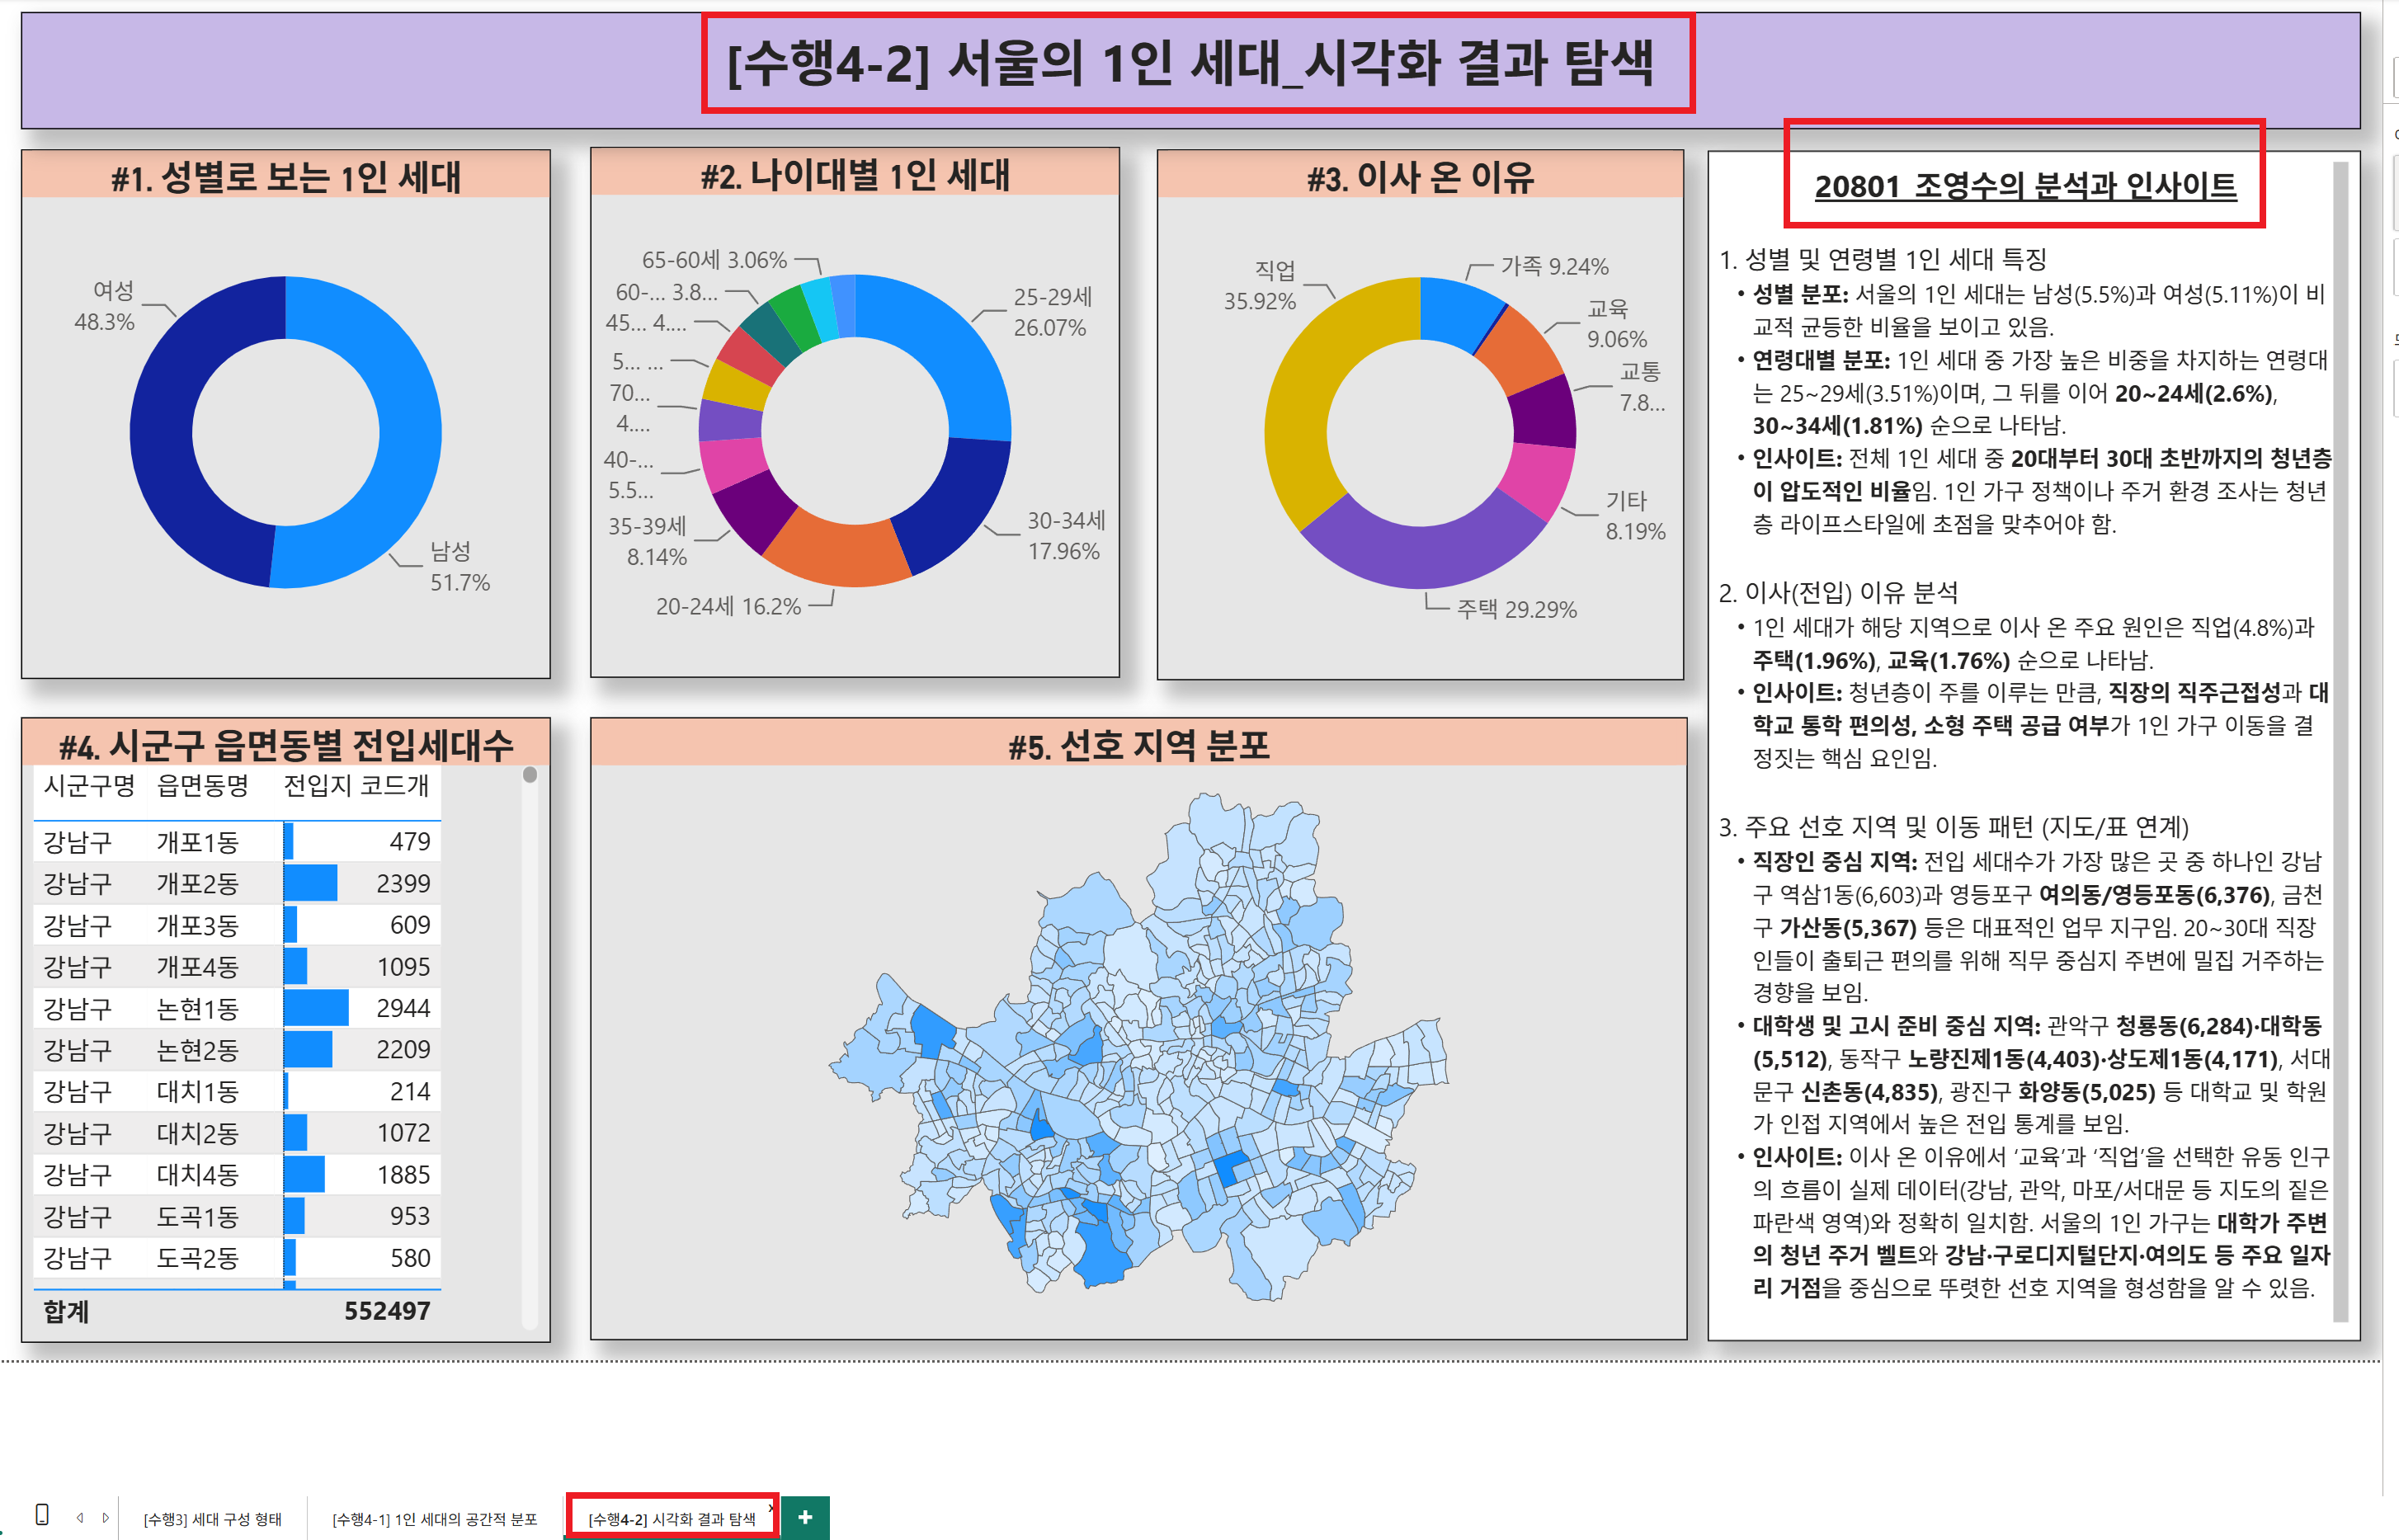 [수행4-2] 서울의 1인 세대_시각화 결과 탐색
#1. 성별로 보는 1인 세대
여성
48.3%
남성
51.7%
#2. 나이대별 1인 세대
65-60세 3.06%
60-... 3.8...
45... 4....
5... ...
70...
4....
40-...
5.5...
35-39세
8.14%
20-24세 16.2%
25-29세
26.07%
30-34세
17.96%
#3. 이사 온 이유
직업
35.92%
가족 9.24%
교육
9.06%
교통
7.8...
기타
8.19%
주택 29.29%
#4. 시군구 읍면동별 전입세대수
시군구명 읍면동명 전입지 코드개
강남구 개포1동 479
강남구 개포2동 2399
강남구 개포3동 609
강남구 개포4동 1095
강남구 논현1동 2944
강남구 논현2동 2209
강남구 대치1동 214
강남구 대치2동 1072
강남구 대치4동 1885
강남구 도곡1동 953
강남구 도곡2동 580
합계 552497
#5. 선호 지역 분포
20801 조영수의 분석과 인사이트
1. 성별 및 연령별 1인 세대 특징
• 성별 분포: 서울의 1인 세대는 남성(5.5%)과 여성(5.11%)이 비
교적 균등한 비율을 보이고 있음.
• 연령대별 분포: 1인 세대 중 가장 높은 비중을 차지하는 연령대
는 25~29세(3.51%)이며, 그 뒤를 이어 20~24세(2.6%),
30~34세(1.81%) 순으로 나타남.
• 인사이트: 전체 1인 세대 중 20대부터 30대 초반까지의 청년층
이 압도적인 비율임. 1인 가구 정책이나 주거 환경 조사는 청년
층 라이프스타일에 초점을 맞추어야 함.
2. 이사(전입) 이유 분석
• 1인 세대가 해당 지역으로 이사 온 주요 원인은 직업(4.8%)과
주택(1.96%), 교육(1.76%) 순으로 나타남.
• 인사이트: 청년층이 주를 이루는 만큼, 직장의 직주근접성과 대
학교 통학 편의성, 소형 주택 공급 여부가 1인 가구 이동을 결
정짓는 핵심 요인임.
3. 주요 선호 지역 및 이동 패턴 (지도/표 연계)
• 직장인 중심 지역: 전입 세대수가 가장 많은 곳 중 하나인 강남
구 역삼1동(6,603)과 영등포구 여의동/영등포동(6,376), 금천
구 가산동(5,367) 등은 대표적인 업무 지구임. 20~30대 직장
인들이 출퇴근 편의를 위해 직무 중심지 주변에 밀집 거주하는
경향을 보임.
• 대학생 및 고시 준비 중심 지역: 관악구 청룡동(6,284)·대학동
(5,512), 동작구 노량진제1동(4,403)·상도제1동(4,171), 서대
문구 신촌동(4,835), 광진구 화양동(5,025) 등 대학교 및 학원
가 인접 지역에서 높은 전입 통계를 보임.
• 인사이트: 이사 온 이유에서 '교육'과 '직업'을 선택한 유동 인구
의 흐름이 실제 데이터(강남, 관악, 마포/서대문 등 지도의 짙은
파란색 영역)와 정확히 일치함. 서울의 1인 가구는 대학가 주변
의 청년 주거 벨트와 강남·구로디지털단지·여의도 등 주요 일자
리 거점을 중심으로 뚜렷한 선호 지역을 형성함을 알 수 있음.
[수행3] 세대 구성 형태
[수행4-1] 1인 세대의 공간적 분포
[수행4-2] 시각화 결과 탐색